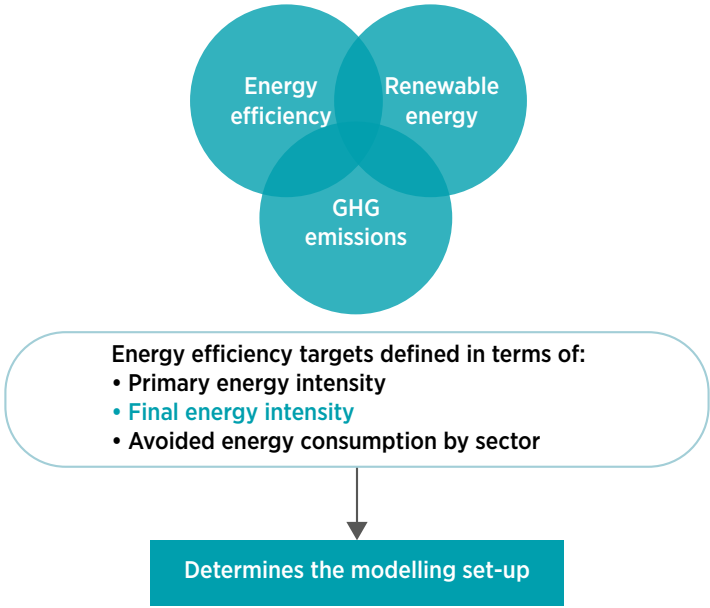 Energy
efficiency
Renewable
energy
GHG
emissions
Energy efficiency targets defined in terms of:
• Primary energy intensity
• Final energy intensity
• Avoided energy consumption by sector
Determines the modelling set-up